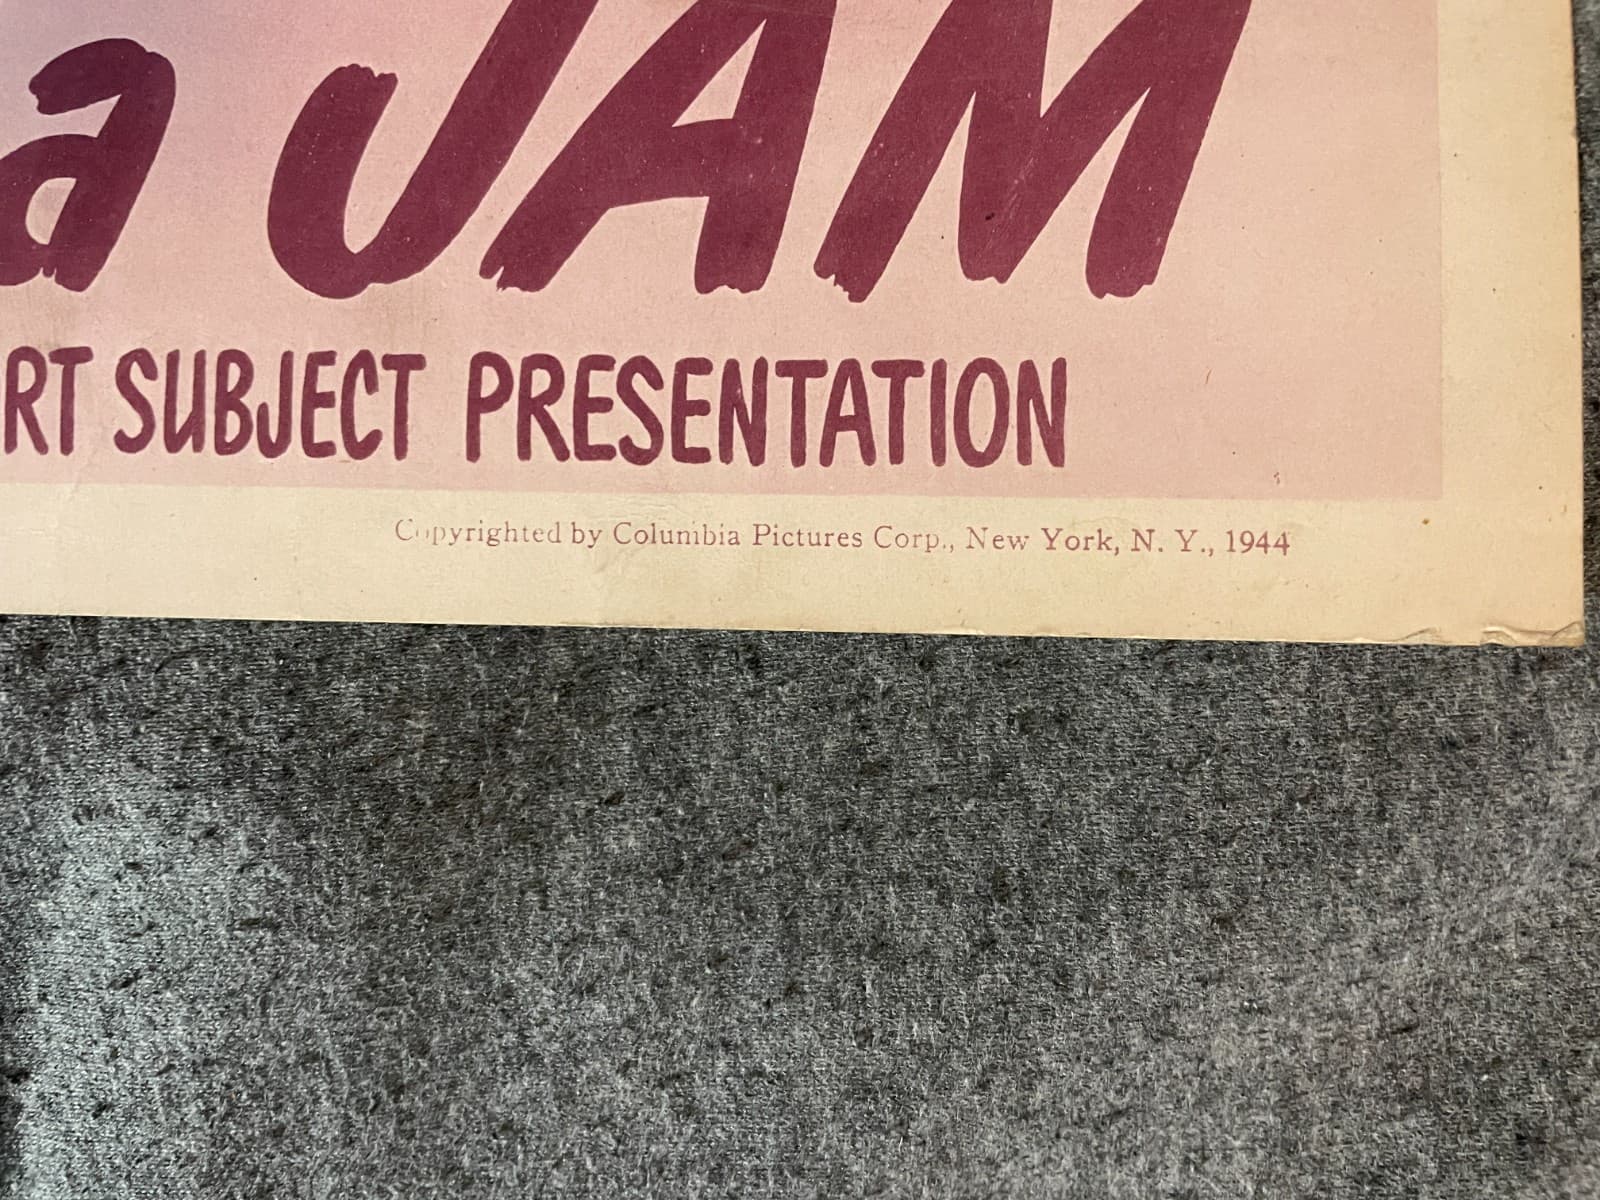 a JAM
RT SUBJECT PRESENTATION
Copyrighted by Columbia Pictures Corp., New York, N. Y., 1944